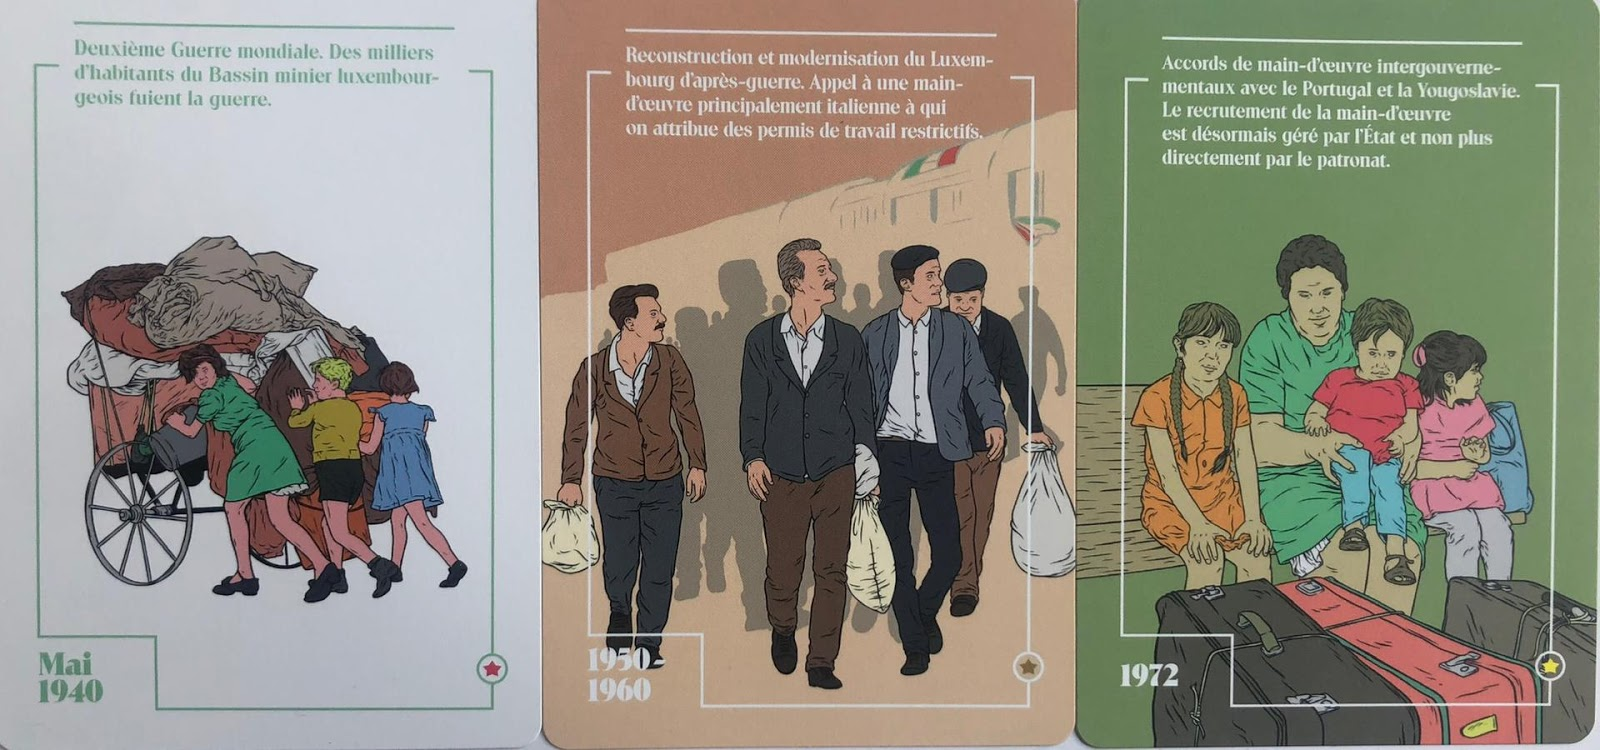 Deuxième Guerre mondiale. Des milliers
d'habitants du Bassin minier luxembour-
geois fuient la guerre.
Mai
1940
Reconstruction et modernisation du Luxem-
bourg d'après-guerre. Appel à une main-
d'œuvre principalement italienne à qui
on attribue des permis de travail restrictifs.
1950-
1960
Accords de main-d'œuvre intergouverne-
mentaux avec le Portugal et la Yougoslavie.
Le recrutement de la main-d'œuvre
est désormais géré par l'État et non plus
directement par le patronat.
1972